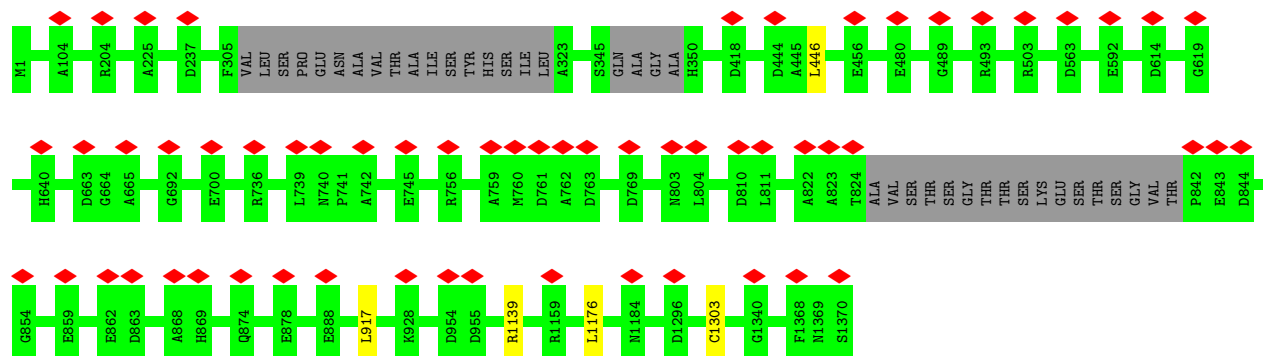 M1 A104 R204 A225 D237 F305 VAL LEU SER PRO GLU ASN ALA VAL THR ALA ILE SER TYR HIS SER ILE LEU A323 S345 GLN ALA GLY ALA H350 D418 D444 A445 L446 E456 E480 G489 R493 R503 D563 E592 D614 G619
H640 D663 G664 A665 G692 E700 R736 L739 N740 P741 A742 E745 R756 A759 M760 D761 A762 D763 D769 N803 L804 D810 L811 A822 A823 T824 ALA VAL SER THR SER GLY THR THR SER LYS GLU SER THR SER GLY VAL THR P842 E843 D844
G854 E859 E862 D863 A868 H869 Q874 E878 E888 L917 K928 D954 D955 R1139 R1159 L1176 N1184 D1296 C1303 G1340 F1368 N1369 S1370